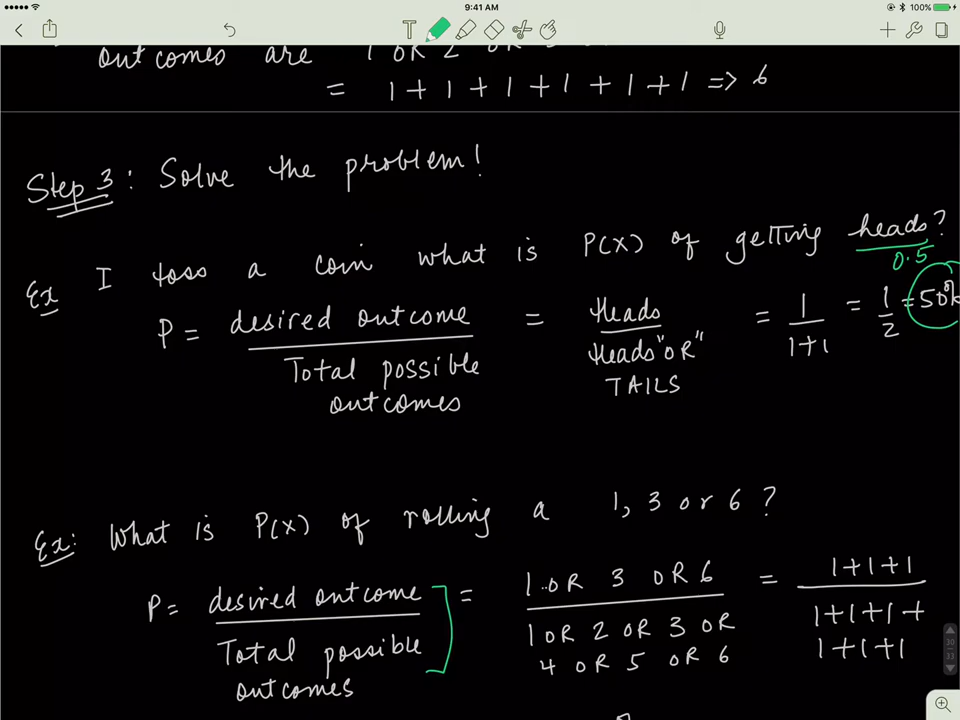 9:41 AM
100%
T
outcomes are 1 OR 2 OR 3
= 1 + 1 + 1 + 1 + 1 + 1 => 6
Step 3: Solve the problem!
Ex I toss a coin what is P(X) of getting heads?
0.5
P = desired outcome = Heads = 1 = 1 = 50%
Total possible outcomes Heads "OR" TAILS 1+1 2
Ex: What is P(X) of rolling a 1, 3 or 6?
P = desired outcome = 1 OR 3 OR 6 = 1+1+1
Total possible outcomes 1 OR 2 OR 3 OR 4 OR 5 OR 6 1+1+1+1+1+1